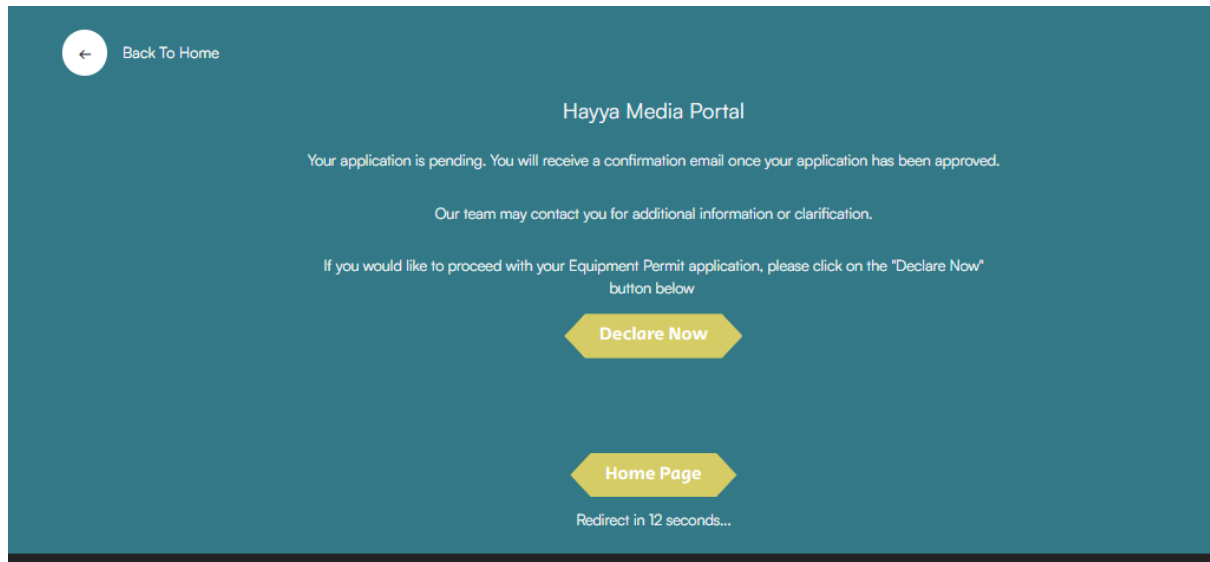 ← Back To Home
Hayya Media Portal
Your application is pending. You will receive a confirmation email once your application has been approved.
Our team may contact you for additional information or clarification.
If you would like to proceed with your Equipment Permit application, please click on the "Declare Now"
button below
Declare Now
Home Page
Redirect in 12 seconds...